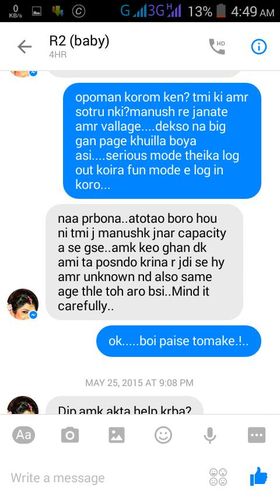 0
KB/s
G
3G
H
13%
4:49 AM
R2 (baby)
4HR
HD
opoman korom ken? tmi ki amr
sotru nki?manush re janate
amr vallage....dekso na big
gan page khuilla boya
asi....serious mode theika log
out koira fun mode e log in
koro...
naa prbona..atotao boro hou
ni tmi j manushk jnar capacity
a se gse..amk keo ghan dk
ami ta posndo krina r jdi se hy
amr unknown nd also same
age thle toh aro bsi..Mind it
carefully..
ok.....boi paise tomake.!..
MAY 25, 2015 AT 9:08 PM
Dip amk akta help krba?
Aa
GIF
Write a message